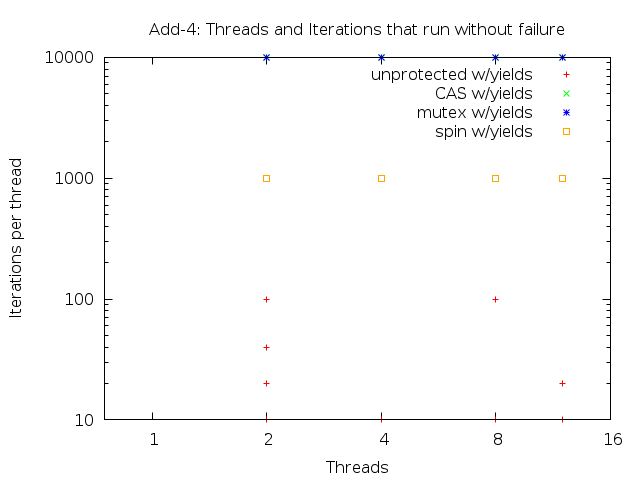 Add-4: Threads and Iterations that run without failure
10000
1000
100
10
Iterations per thread
unprotected w/yields
CAS w/yields
mutex w/yields
spin w/yields
1 2 4 8 16
Threads